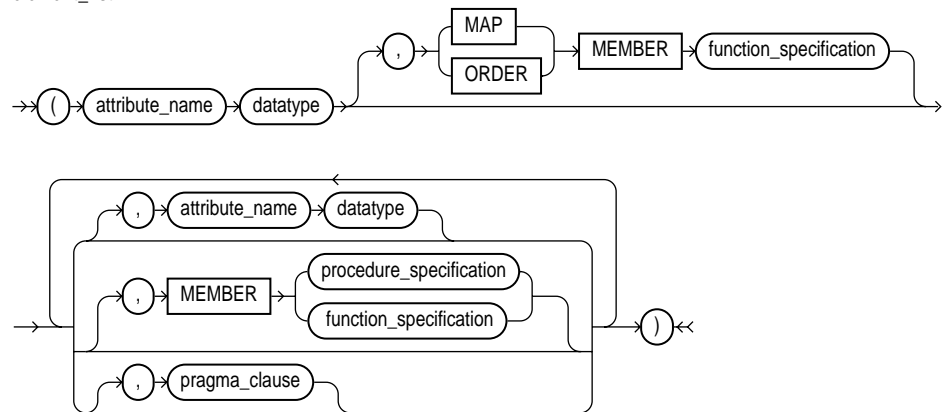 MAP
, MEMBER function_specification
ORDER
( attribute_name datatype
, attribute_name datatype
procedure_specification
, MEMBER
function_specification
)
, pragma_clause